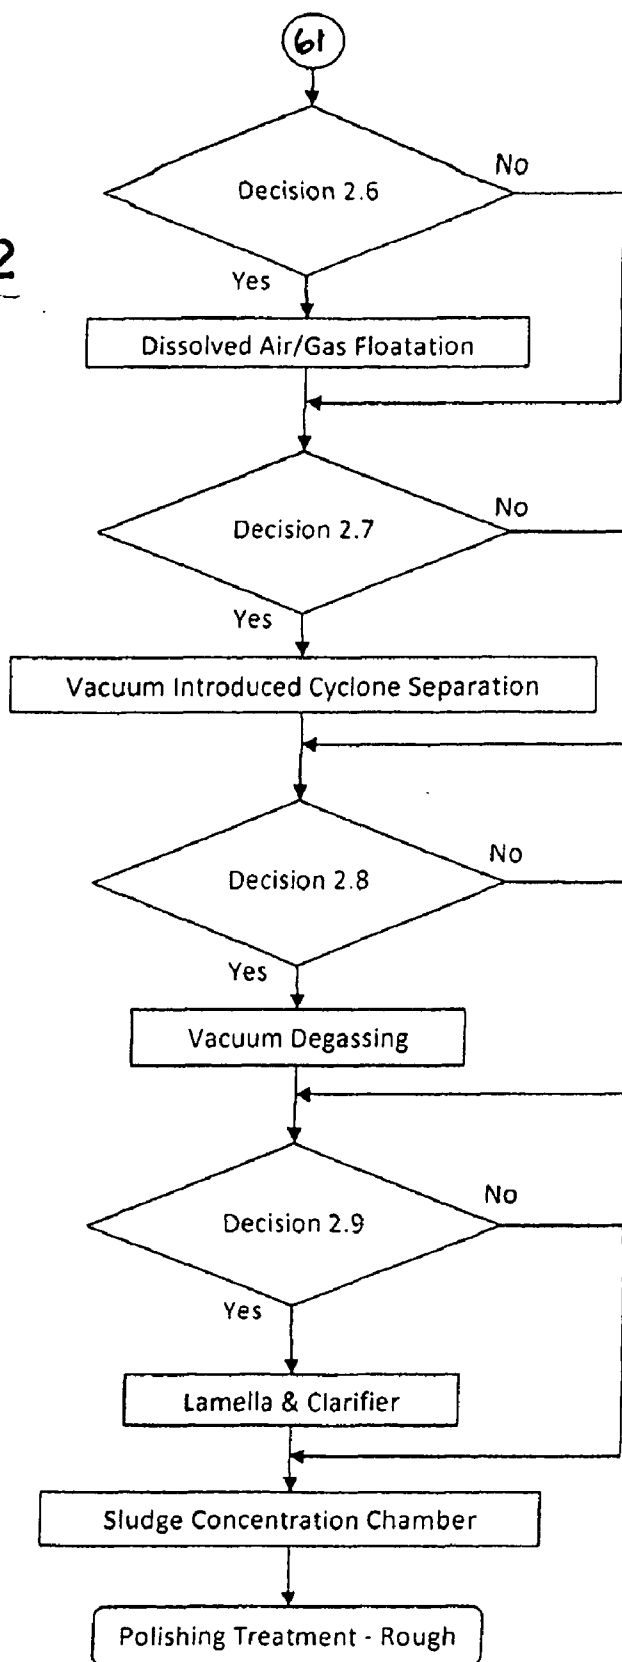 61
Decision 2.6
No
2
Yes
Dissolved Air/Gas Floatation
Decision 2.7
No
Yes
Vacuum Introduced Cyclone Separation
Decision 2.8
No
Yes
Vacuum Degassing
Decision 2.9
No
Yes
Lamella & Clarifier
Sludge Concentration Chamber
Polishing Treatment - Rough